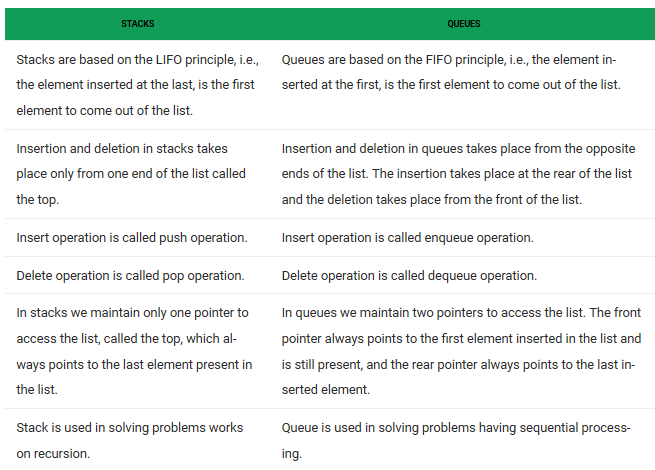 STACKS
QUEUES
Stacks are based on the LIFO principle, i.e.,
the element inserted at the last, is the first
element to come out of the list.
Queues are based on the FIFO principle, i.e., the element in-
serted at the first, is the first element to come out of the list.
Insertion and deletion in stacks takes
place only from one end of the list called
the top.
Insertion and deletion in queues takes place from the opposite
ends of the list. The insertion takes place at the rear of the list
and the deletion takes place from the front of the list.
Insert operation is called push operation.
Insert operation is called enqueue operation.
Delete operation is called pop operation.
Delete operation is called dequeue operation.
In stacks we maintain only one pointer to
access the list, called the top, which al-
ways points to the last element present in
the list.
In queues we maintain two pointers to access the list. The front
pointer always points to the first element inserted in the list and
is still present, and the rear pointer always points to the last in-
serted element.
Stack is used in solving problems works
on recursion.
Queue is used in solving problems having sequential process-
ing.